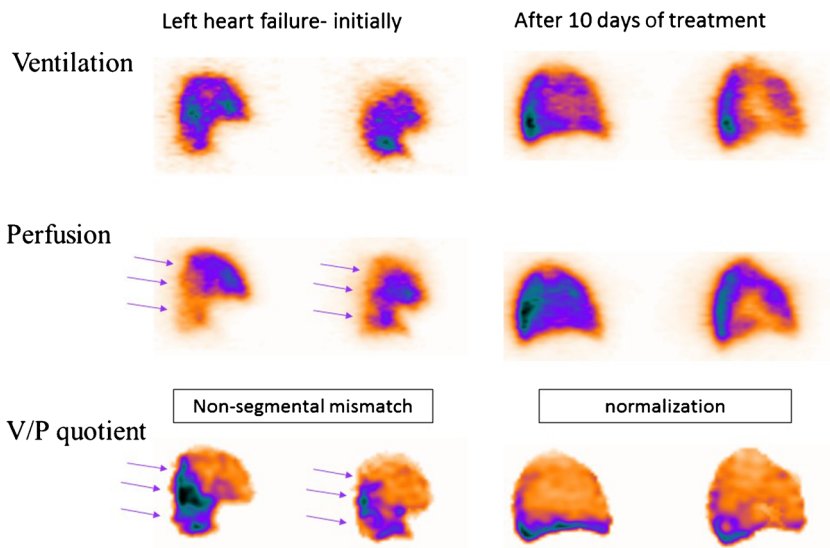 Left heart failure- initially
After 10 days of treatment
Ventilation
Perfusion
Non-segmental mismatch
normalization
V/P quotient